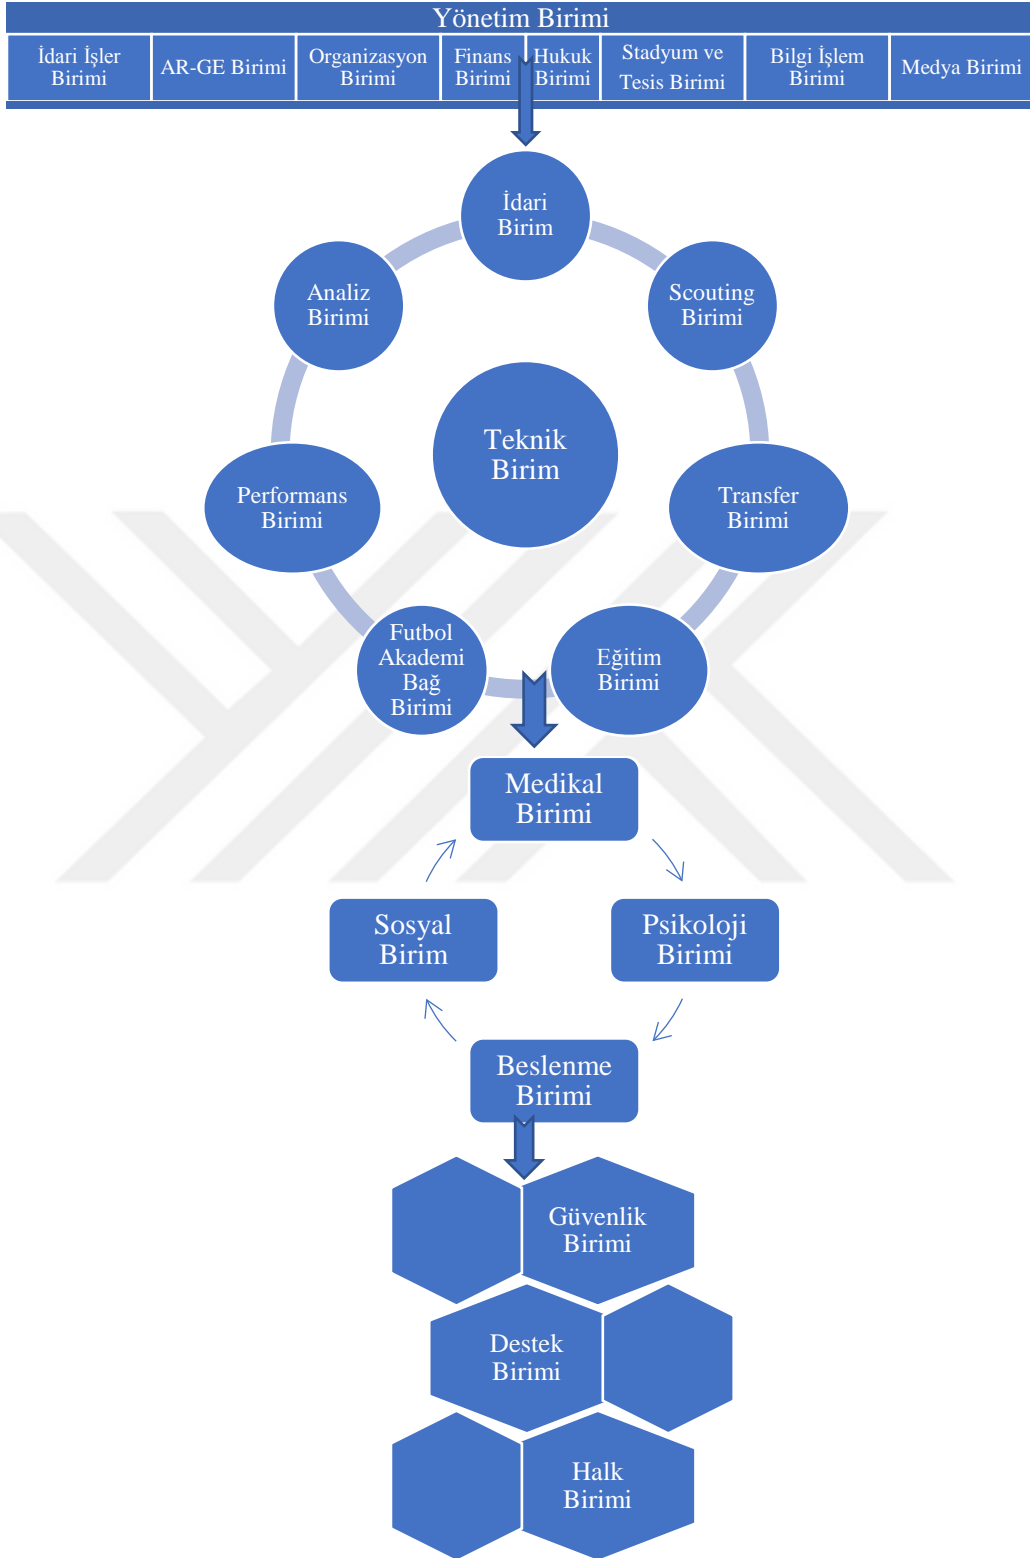 Yönetim Birimi
İdari İşler
Birimi
AR-GE Birimi
Organizasyon
Birimi
Finans
Birimi
Hukuk
Birimi
Stadyum ve
Tesis Birimi
Bilgi İşlem
Birimi
Medya Birimi
İdari
Birim
Analiz
Birimi
Scouting
Birimi
Teknik
Birim
Performans
Birimi
Transfer
Birimi
Futbol
Akademi
Bağ
Birimi
Eğitim
Birimi
Medikal
Birimi
Sosyal
Birim
Psikoloji
Birimi
Beslenme
Birimi
Güvenlik
Birimi
Destek
Birimi
Halk
Birimi